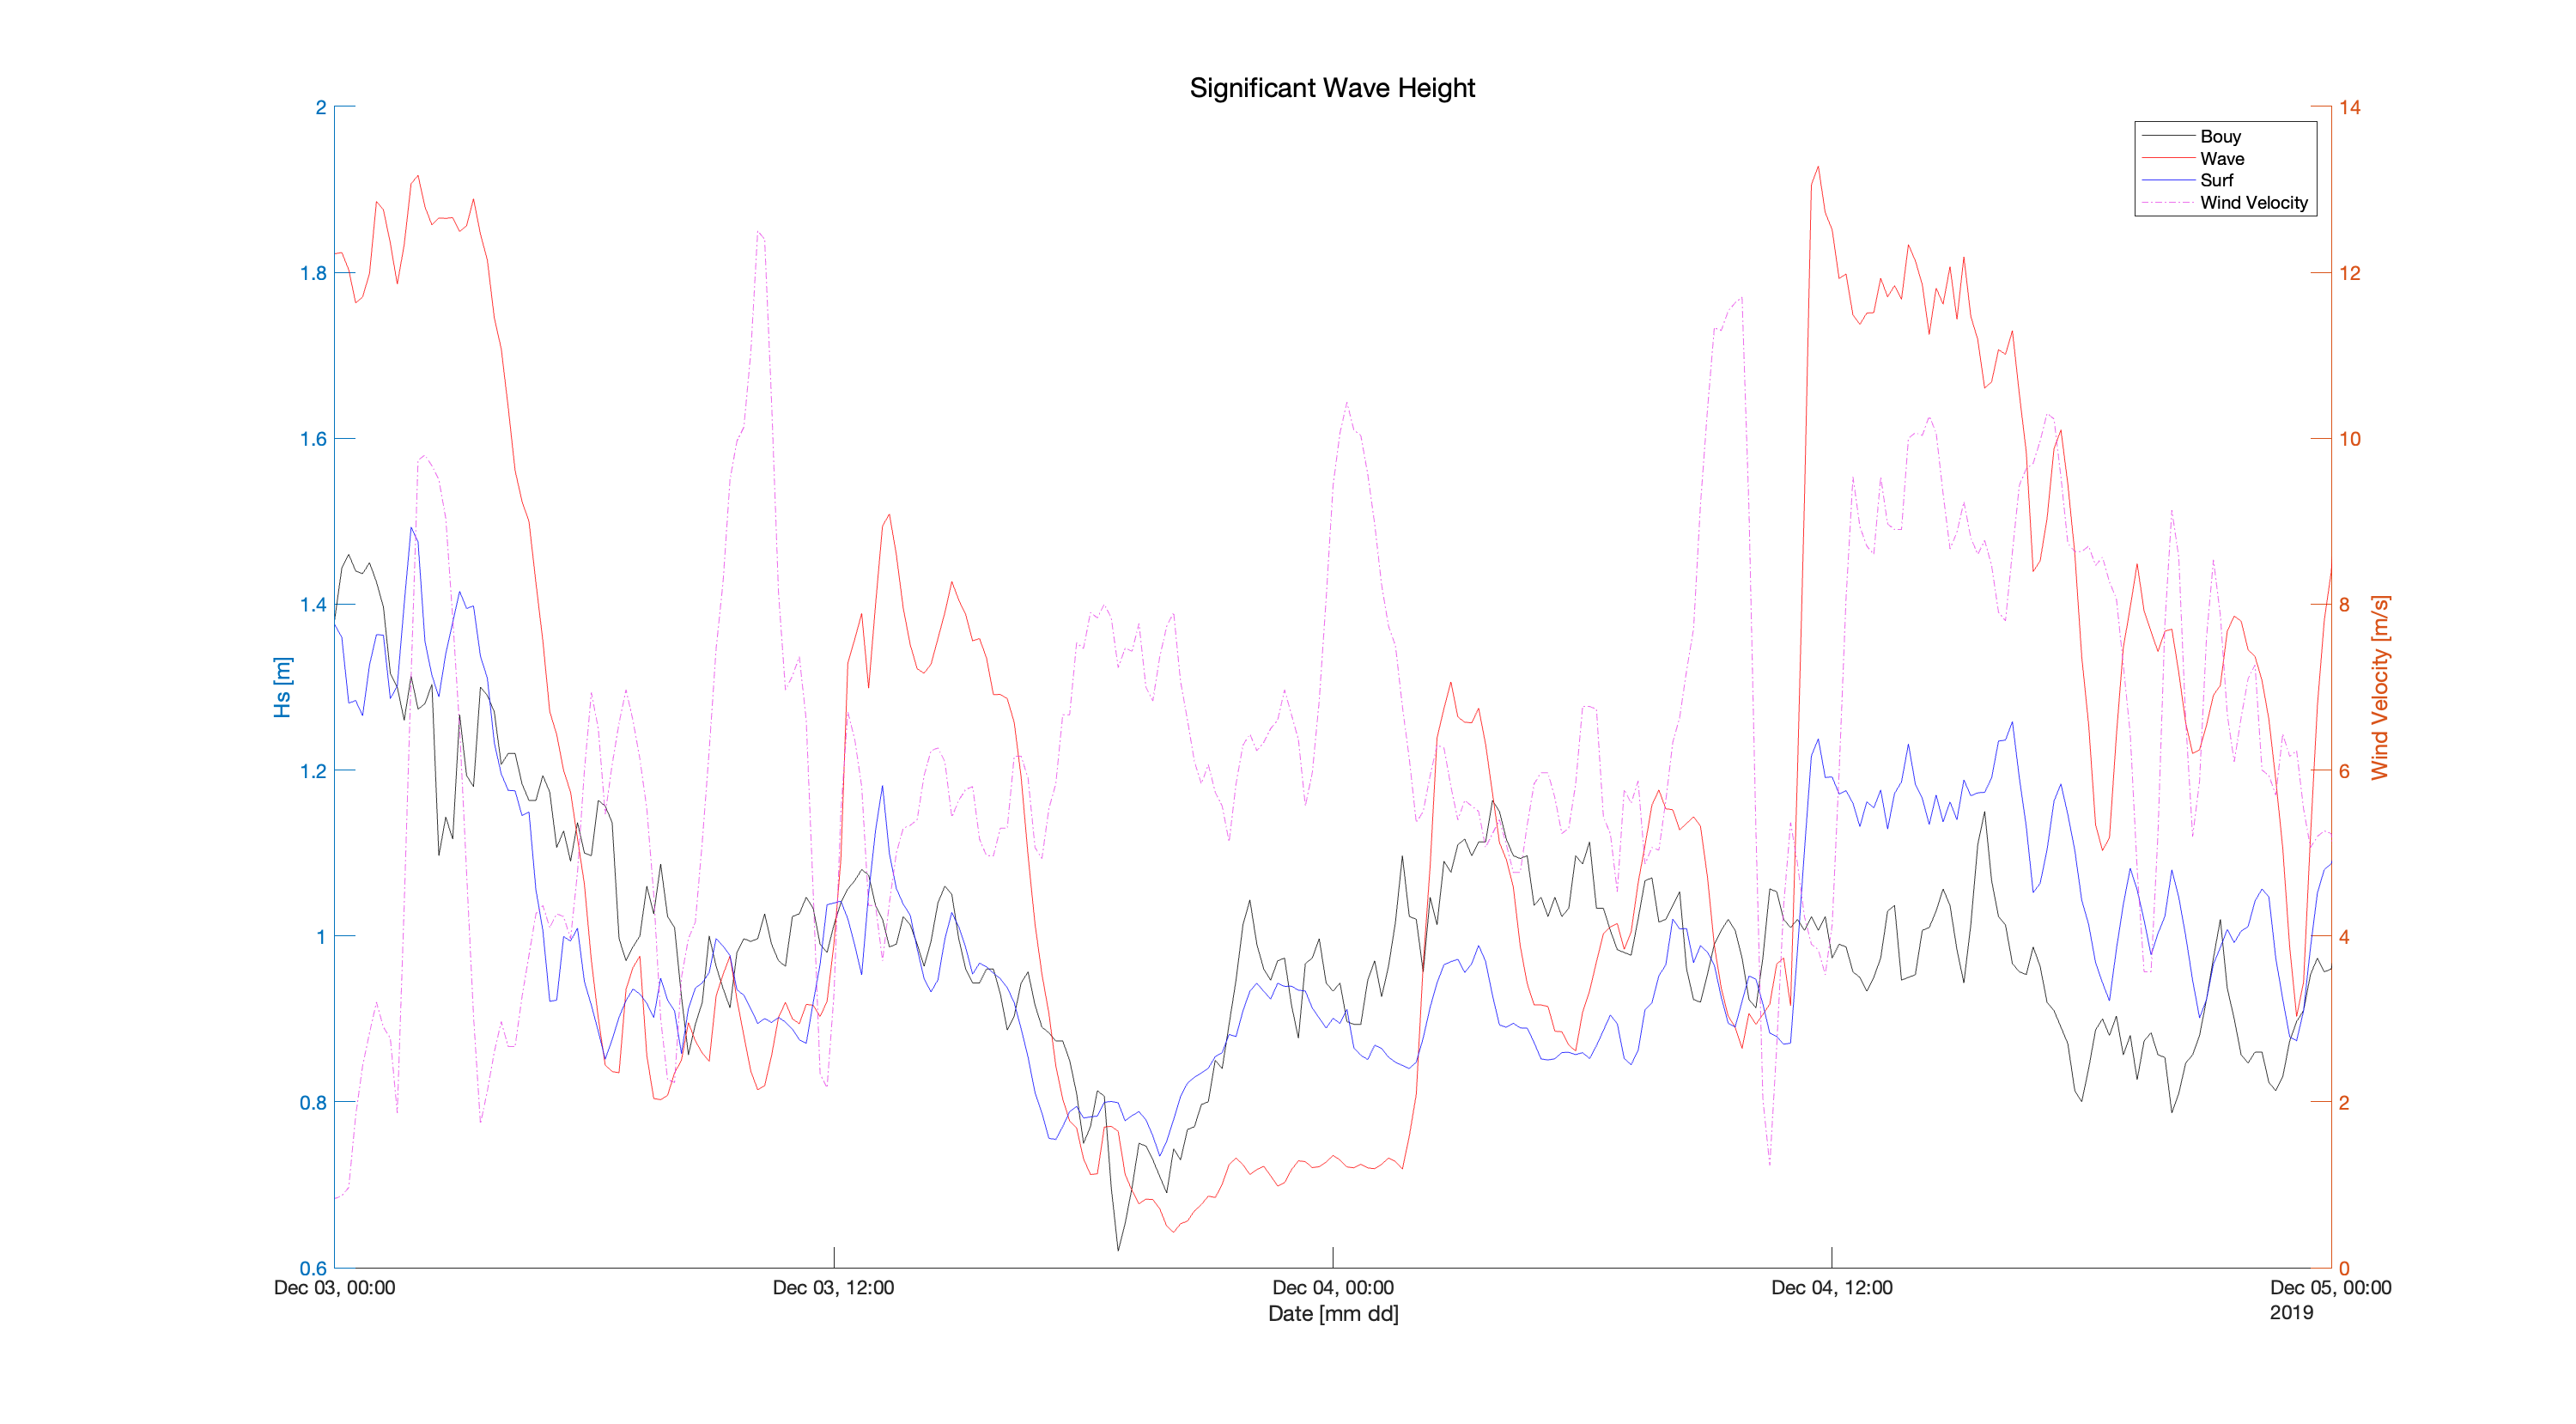 Significant Wave Height
2
1.8
1.6
1.4
1.2
1
0.8
0.6
Hs [m]
14
12
10
8
6
4
2
0
Wind Velocity [m/s]
Bouy
Wave
Surf
Wind Velocity
Dec 03, 00:00
Dec 03, 12:00
Dec 04, 00:00
Dec 04, 12:00
Dec 05, 00:00
2019
Date [mm dd]